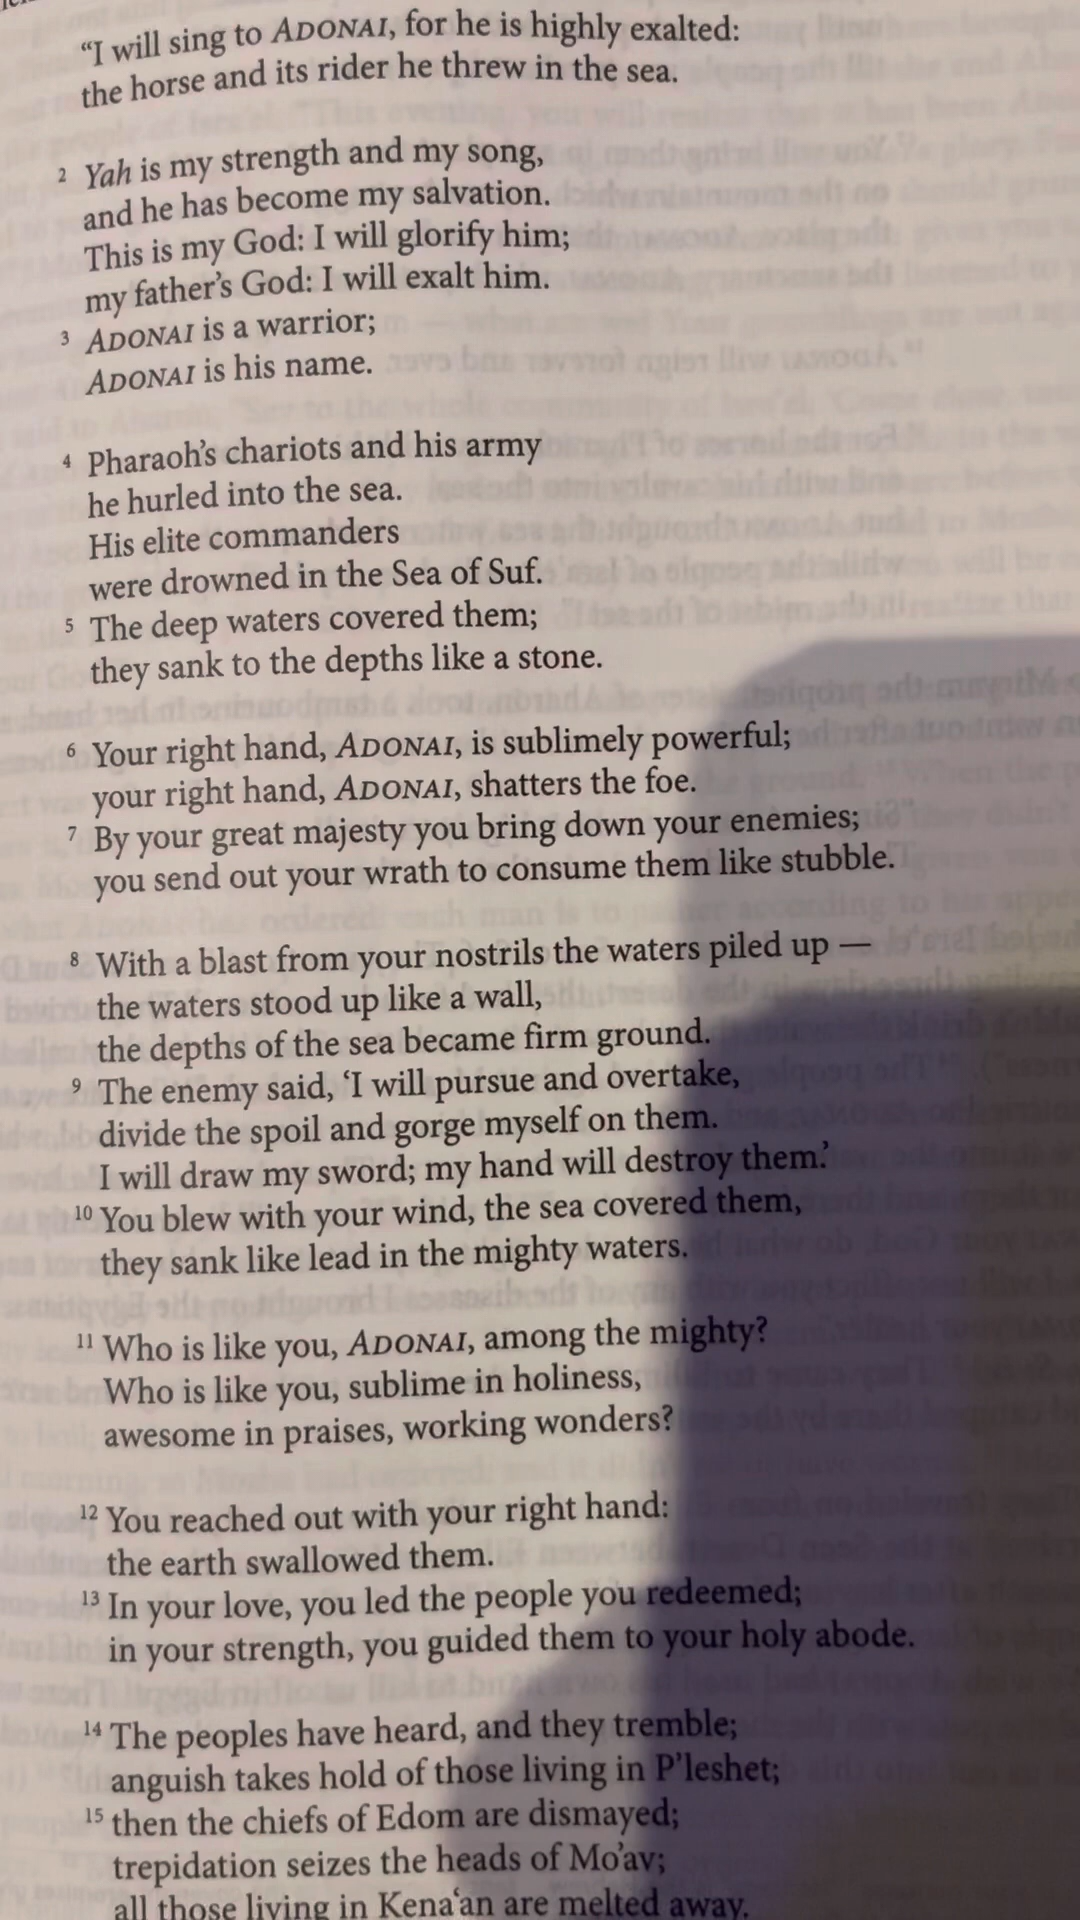 “I will sing to ADONAI, for he is highly exalted:
the horse and its rider he threw in the sea.
2 Yah is my strength and my song,
and he has become my salvation.
This is my God: I will glorify him;
my father’s God: I will exalt him.
3 ADONAI is a warrior;
ADONAI is his name.
4 Pharaoh’s chariots and his army
he hurled into the sea.
His elite commanders
were drowned in the Sea of Suf.
5 The deep waters covered them;
they sank to the depths like a stone.
6 Your right hand, ADONAI, is sublimely powerful;
your right hand, ADONAI, shatters the foe.
7 By your great majesty you bring down your enemies;
you send out your wrath to consume them like stubble.
8 With a blast from your nostrils the waters piled up —
the waters stood up like a wall,
the depths of the sea became firm ground.
9 The enemy said, ‘I will pursue and overtake,
divide the spoil and gorge myself on them.
I will draw my sword; my hand will destroy them.’
10 You blew with your wind, the sea covered them,
they sank like lead in the mighty waters.
11 Who is like you, ADONAI, among the mighty?
Who is like you, sublime in holiness,
awesome in praises, working wonders?
12 You reached out with your right hand:
the earth swallowed them.
13 In your love, you led the people you redeemed;
in your strength, you guided them to your holy abode.
14 The peoples have heard, and they tremble;
anguish takes hold of those living in P’leshet;
15 then the chiefs of Edom are dismayed;
trepidation seizes the heads of Mo’av;
all those living in Kena‘an are melted away.